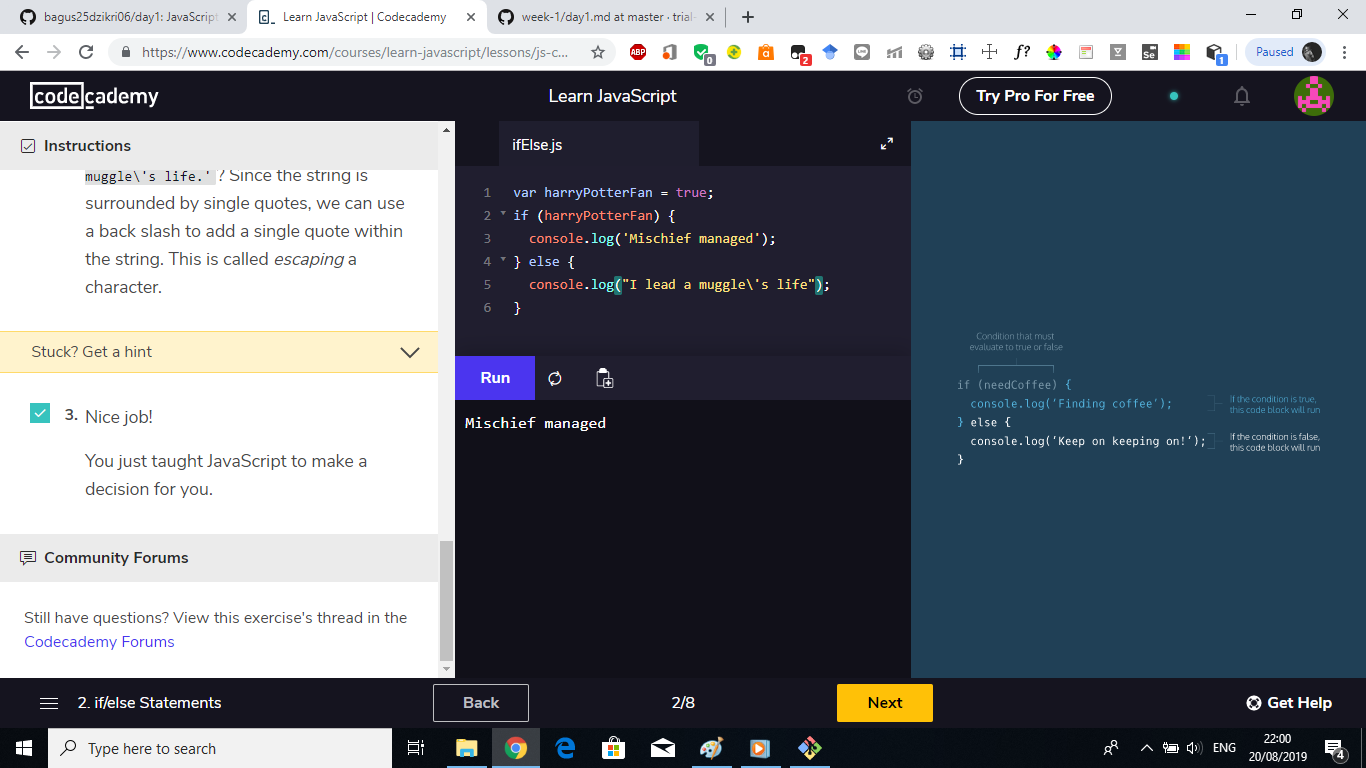 bagus25dzikri06/day1: JavaScript
Learn JavaScript | Codecademy
week-1/day1.md at master · trial-
https://www.codecademy.com/courses/learn-javascript/lessons/js-c...
ABP
0
2
f?
Se
1
Paused
codecademy
Learn JavaScript
Try Pro For Free
Instructions
muggle\'s life.' ? Since the string is
surrounded by single quotes, we can use
a back slash to add a single quote within
the string. This is called escaping a
character.
Stuck? Get a hint
3. Nice job!
You just taught JavaScript to make a
decision for you.
Community Forums
Still have questions? View this exercise's thread in the
Codecademy Forums
ifElse.js
1 var harryPotterFan = true;
2 if (harryPotterFan) {
3 console.log('Mischief managed');
4 } else {
5 console.log("I lead a muggle\'s life");
6 }
Run
Mischief managed
Condition that must
evaluate to true or false
if (needCoffee) {
console.log('Finding coffee');
} else {
console.log('Keep on keeping on!');
}
If the condition is true,
this code block will run
If the condition is false,
this code block will run
2. if/else Statements
Back
2/8
Next
Get Help
Type here to search
ENG
22:00
20/08/2019
4